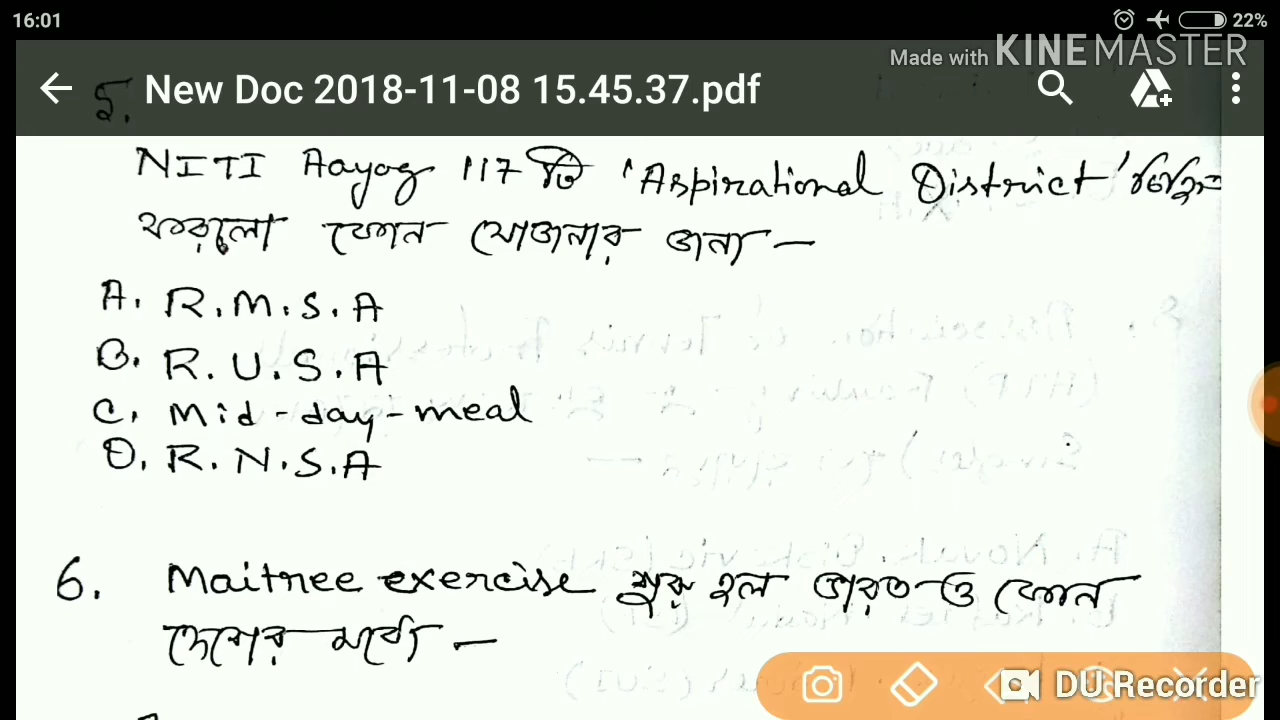 16:01
22%
Made with KINEMASTER
New Doc 2018-11-08 15.45.37.pdf
5.
NITI Aayog 117 টি 'Aspirational District' চিহ্নিত
করলো কোন যোজনার জন্য —
A. R.M.S.A
B. R.U.S.A
C. Mid-day-meal
D. R.N.S.A
6. Maitree exercise শুরু হল ভারত ও কোন
দেশের মধ্যে —
DU Recorder